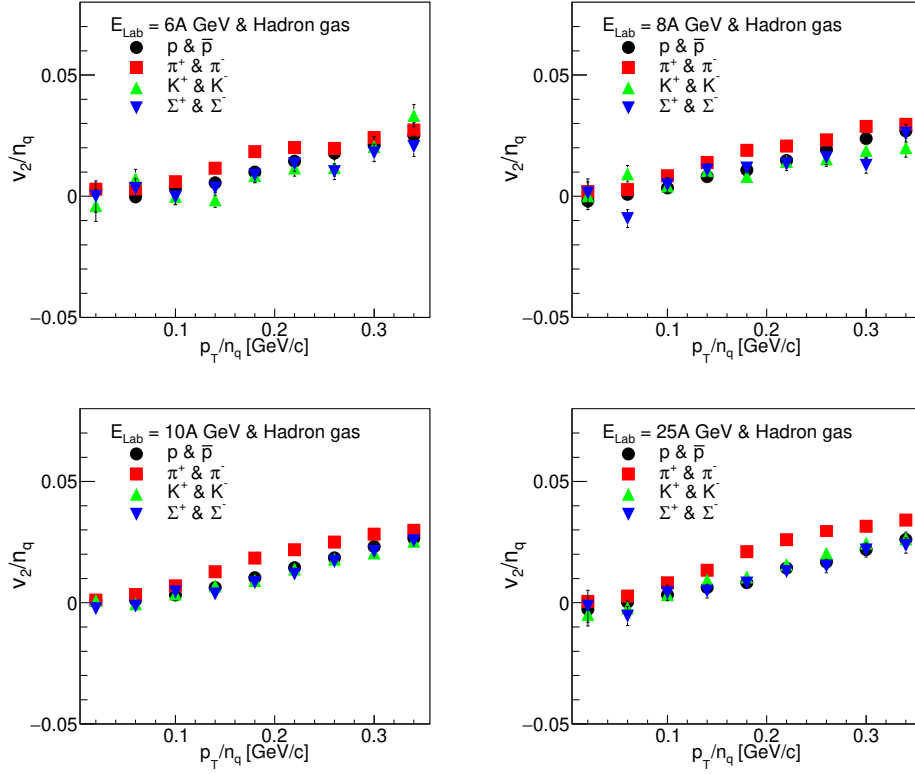 E_Lab = 6A GeV & Hadron gas
p & p̅
π⁺ & π⁻
K⁺ & K⁻
Σ⁺ & Σ⁻
0.05
0
−0.05
v₂/n_q
0.1 0.2 0.3
p_T/n_q [GeV/c]
E_Lab = 8A GeV & Hadron gas
p & p̅
π⁺ & π⁻
K⁺ & K⁻
Σ⁺ & Σ⁻
0.05
0
−0.05
v₂/n_q
0.1 0.2 0.3
p_T/n_q [GeV/c]
E_Lab = 10A GeV & Hadron gas
p & p̅
π⁺ & π⁻
K⁺ & K⁻
Σ⁺ & Σ⁻
0.05
0
−0.05
v₂/n_q
0.1 0.2 0.3
p_T/n_q [GeV/c]
E_Lab = 25A GeV & Hadron gas
p & p̅
π⁺ & π⁻
K⁺ & K⁻
Σ⁺ & Σ⁻
0.05
0
−0.05
v₂/n_q
0.1 0.2 0.3
p_T/n_q [GeV/c]